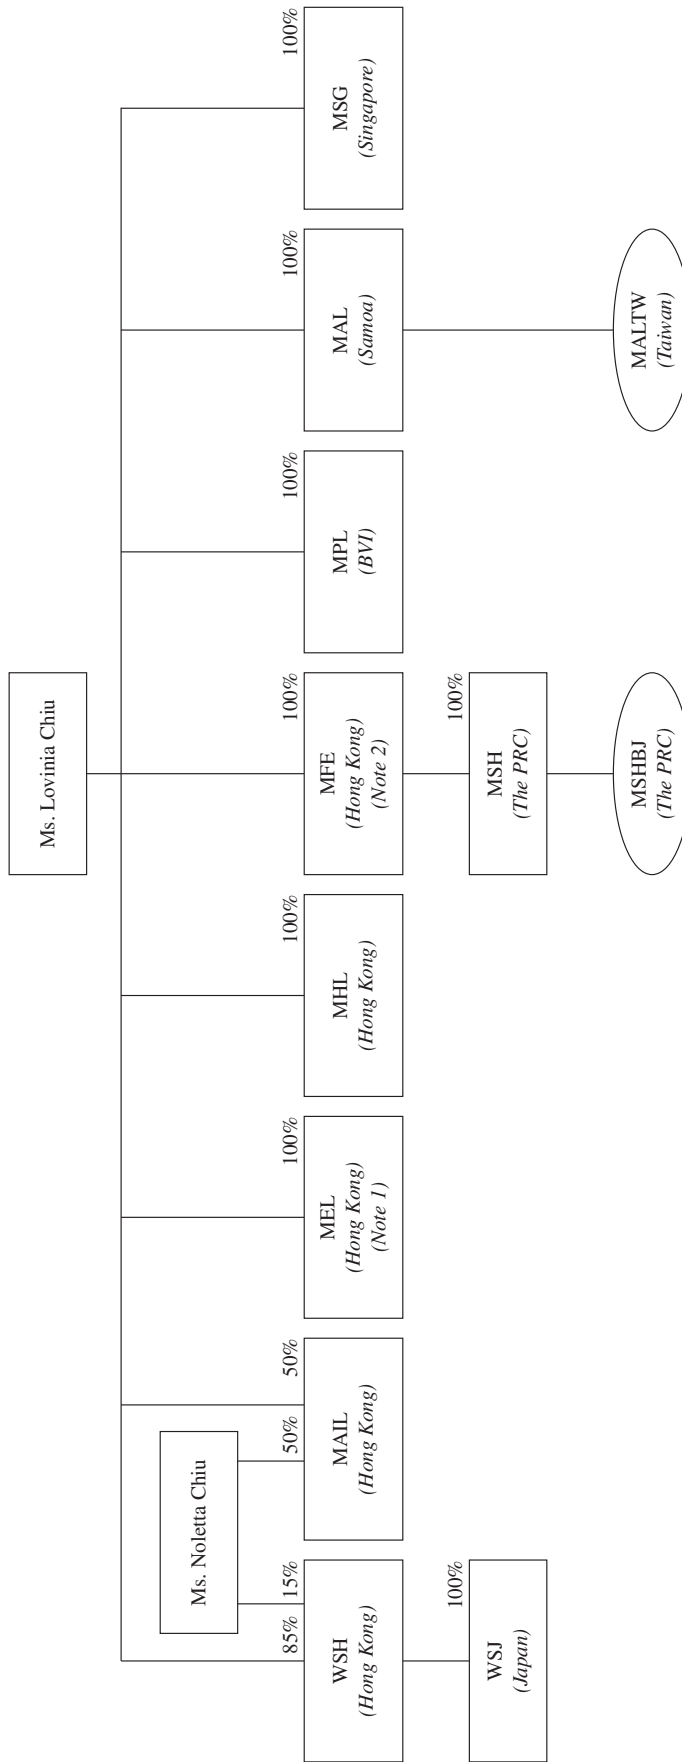 Ms. Lovinia Chiu
Ms. Noletta Chiu
85%
15%
50%
50%
100%
100%
100%
100%
100%
100%
WSH
(Hong Kong)
MAIL
(Hong Kong)
MEL
(Hong Kong)
(Note 1)
MHL
(Hong Kong)
MFE
(Hong Kong)
(Note 2)
MPL
(BVI)
MAL
(Samoa)
MSG
(Singapore)
100%
WSJ
(Japan)
100%
MSH
(The PRC)
MSHBJ
(The PRC)
MALTW
(Taiwan)